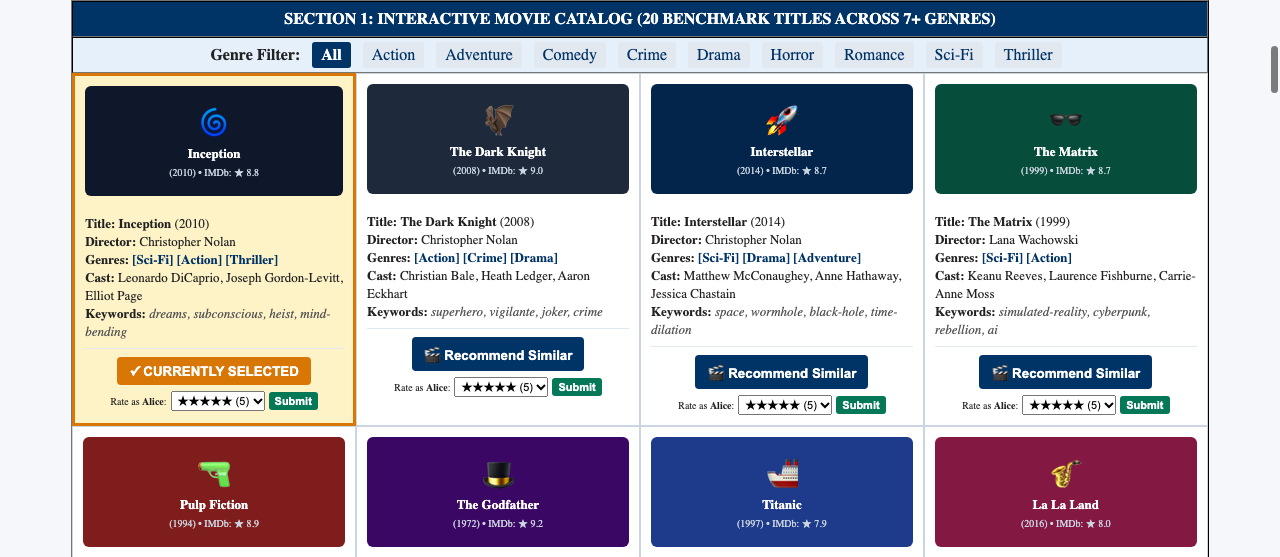 SECTION 1: INTERACTIVE MOVIE CATALOG (20 BENCHMARK TITLES ACROSS 7+ GENRES)
Genre Filter: All Action Adventure Comedy Crime Drama Horror Romance Sci-Fi Thriller
Inception
(2010) • IMDb: ★ 8.8
Title: Inception (2010)
Director: Christopher Nolan
Genres: [Sci-Fi] [Action] [Thriller]
Cast: Leonardo DiCaprio, Joseph Gordon-Levitt,
Elliot Page
Keywords: dreams, subconscious, heist, mind-
bending
✔ CURRENTLY SELECTED
Rate as Alice: ★★★★★ (5) Submit
The Dark Knight
(2008) • IMDb: ★ 9.0
Title: The Dark Knight (2008)
Director: Christopher Nolan
Genres: [Action] [Crime] [Drama]
Cast: Christian Bale, Heath Ledger, Aaron
Eckhart
Keywords: superhero, vigilante, joker, crime
🎬 Recommend Similar
Rate as Alice: ★★★★★ (5) Submit
Interstellar
(2014) • IMDb: ★ 8.7
Title: Interstellar (2014)
Director: Christopher Nolan
Genres: [Sci-Fi] [Drama] [Adventure]
Cast: Matthew McConaughey, Anne Hathaway,
Jessica Chastain
Keywords: space, wormhole, black-hole, time-
dilation
🎬 Recommend Similar
Rate as Alice: ★★★★★ (5) Submit
The Matrix
(1999) • IMDb: ★ 8.7
Title: The Matrix (1999)
Director: Lana Wachowski
Genres: [Sci-Fi] [Action]
Cast: Keanu Reeves, Laurence Fishburne, Carrie-
Anne Moss
Keywords: simulated-reality, cyberpunk,
rebellion, ai
🎬 Recommend Similar
Rate as Alice: ★★★★★ (5) Submit
Pulp Fiction
(1994) • IMDb: ★ 8.9
The Godfather
(1972) • IMDb: ★ 9.2
Titanic
(1997) • IMDb: ★ 7.9
La La Land
(2016) • IMDb: ★ 8.0